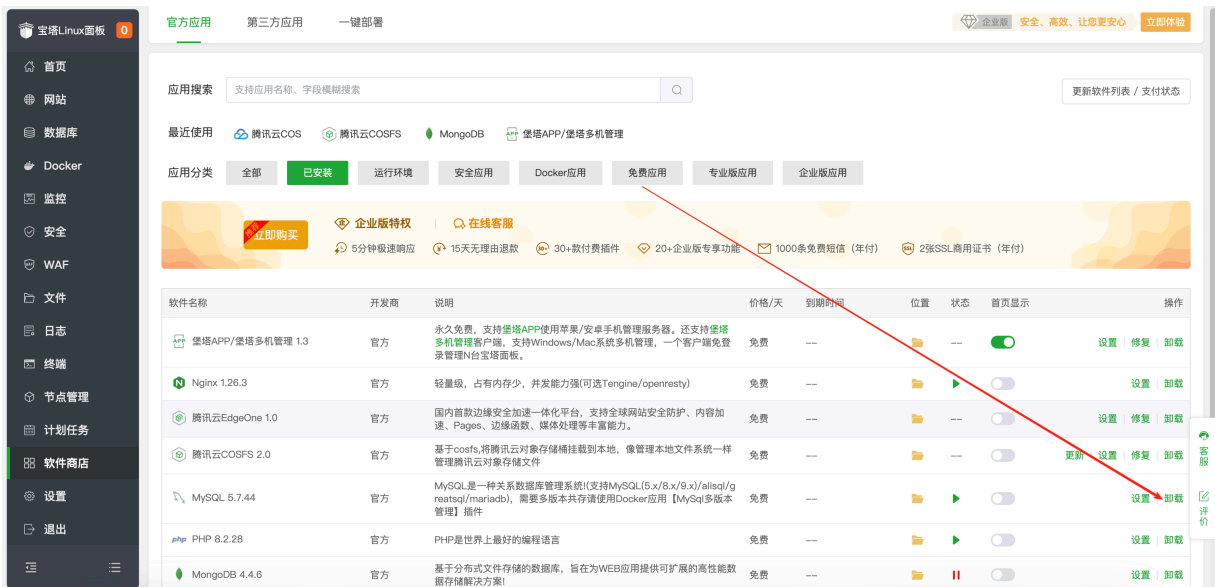 宝塔Linux面板 0
首页
网站
数据库
Docker
监控
安全
WAF
文件
日志
终端
节点管理
计划任务
软件商店
设置
退出
官方应用 第三方应用 一键部署
企业版 安全、高效、让您更安心 立即体验
应用搜索 支持应用名称、字段模糊搜索 更新软件列表 / 支付状态
最近使用 腾讯云COS 腾讯云COSFS MongoDB 堡塔APP/堡塔多机管理
应用分类 全部 已安装 运行环境 安全应用 Docker应用 免费应用 专业版应用 企业版应用
推荐 立即购买 企业版特权 在线客服
5分钟极速响应 15天无理由退款 30+款付费插件 20+企业版专享功能 1000条免费短信（年付） 2张SSL商用证书（年付）
软件名称 开发商 说明 价格/天 到期时间 位置 状态 首页显示 操作
堡塔APP/堡塔多机管理 1.3 官方 永久免费，支持堡塔APP使用苹果/安卓手机管理服务器。还支持堡塔
多机管理客户端，支持Windows/Mac系统多机管理，一个客户端免登
录管理N台宝塔面板。 免费 -- -- 设置 | 修复 | 卸载
Nginx 1.26.3 官方 轻量级，占有内存少，并发能力强(可选Tengine/openresty) 免费 -- 设置 | 卸载
腾讯云EdgeOne 1.0 官方 国内首款边缘安全加速一体化平台，支持全球网站安全防护、内容加
速、Pages、边缘函数、媒体处理等丰富能力。 免费 -- -- 设置 | 修复 | 卸载
腾讯云COSFS 2.0 官方 基于cosfs,将腾讯云对象存储桶挂载到本地，像管理本地文件系统一样
管理腾讯云对象存储文件 免费 -- -- 更新 设置 | 修复 | 卸载
MySQL 5.7.44 官方 MySQL是一种关系数据库管理系统!(支持MySQL(5.x/8.x/9.x)/alisql/g
reatsql/mariadb)，需要多版本共存请使用Docker应用【MySql多版本
管理】插件 免费 -- 设置 卸载
php PHP 8.2.28 官方 PHP是世界上最好的编程语言 免费 -- 设置 | 卸载
MongoDB 4.4.6 官方 基于分布式文件存储的数据库，旨在为WEB应用提供可扩展的高性能数
据存储解决方案! 免费 -- 设置 | 卸载
客服
评价